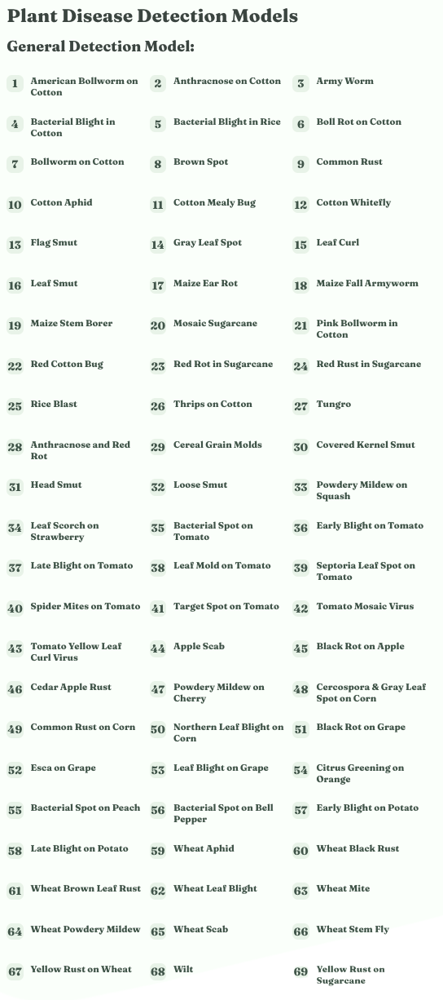 Plant Disease Detection Models
General Detection Model:
1 American Bollworm on
Cotton
2 Anthracnose on Cotton
3 Army Worm
4 Bacterial Blight in
Cotton
5 Bacterial Blight in Rice
6 Boll Rot on Cotton
7 Bollworm on Cotton
8 Brown Spot
9 Common Rust
10 Cotton Aphid
11 Cotton Mealy Bug
12 Cotton Whitefly
13 Flag Smut
14 Gray Leaf Spot
15 Leaf Curl
16 Leaf Smut
17 Maize Ear Rot
18 Maize Fall Armyworm
19 Maize Stem Borer
20 Mosaic Sugarcane
21 Pink Bollworm in
Cotton
22 Red Cotton Bug
23 Red Rot in Sugarcane
24 Red Rust in Sugarcane
25 Rice Blast
26 Thrips on Cotton
27 Tungro
28 Anthracnose and Red
Rot
29 Cereal Grain Molds
30 Covered Kernel Smut
31 Head Smut
32 Loose Smut
33 Powdery Mildew on
Squash
34 Leaf Scorch on
Strawberry
35 Bacterial Spot on
Tomato
36 Early Blight on Tomato
37 Late Blight on Tomato
38 Leaf Mold on Tomato
39 Septoria Leaf Spot on
Tomato
40 Spider Mites on Tomato
41 Target Spot on Tomato
42 Tomato Mosaic Virus
43 Tomato Yellow Leaf
Curl Virus
44 Apple Scab
45 Black Rot on Apple
46 Cedar Apple Rust
47 Powdery Mildew on
Cherry
48 Cercospora & Gray Leaf
Spot on Corn
49 Common Rust on Corn
50 Northern Leaf Blight on
Corn
51 Black Rot on Grape
52 Esca on Grape
53 Leaf Blight on Grape
54 Citrus Greening on
Orange
55 Bacterial Spot on Peach
56 Bacterial Spot on Bell
Pepper
57 Early Blight on Potato
58 Late Blight on Potato
59 Wheat Aphid
60 Wheat Black Rust
61 Wheat Brown Leaf Rust
62 Wheat Leaf Blight
63 Wheat Mite
64 Wheat Powdery Mildew
65 Wheat Scab
66 Wheat Stem Fly
67 Yellow Rust on Wheat
68 Wilt
69 Yellow Rust on
Sugarcane